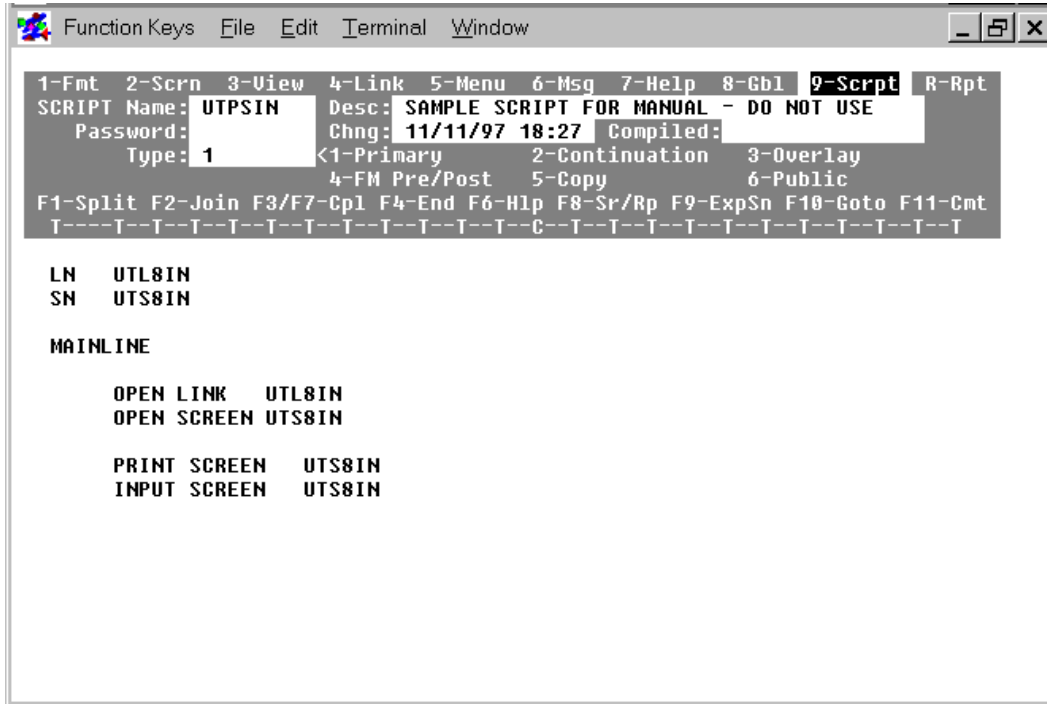 Function Keys File Edit Terminal Window
1-Fmt 2-Scrn 3-View 4-Link 5-Menu 6-Msg 7-Help 8-Gbl 9-Scrpt R-Rpt
SCRIPT Name: UTPSIN Desc: SAMPLE SCRIPT FOR MANUAL - DO NOT USE
Password: Chng: 11/11/97 18:27 Compiled:
Type: 1 <1-Primary 2-Continuation 3-Overlay
4-FM Pre/Post 5-Copy 6-Public
F1-Split F2-Join F3/F7-Cpl F4-End F6-Hlp F8-Sr/Rp F9-ExpSn F10-Goto F11-Cmt
T----T--T--T--T--T--T--T--T--T--T--T--C--T--T--T--T--T--T--T--T--T--T--T
LN UTL8IN
SN UTS8IN
MAINLINE
OPEN LINK UTL8IN
OPEN SCREEN UTS8IN
PRINT SCREEN UTS8IN
INPUT SCREEN UTS8IN